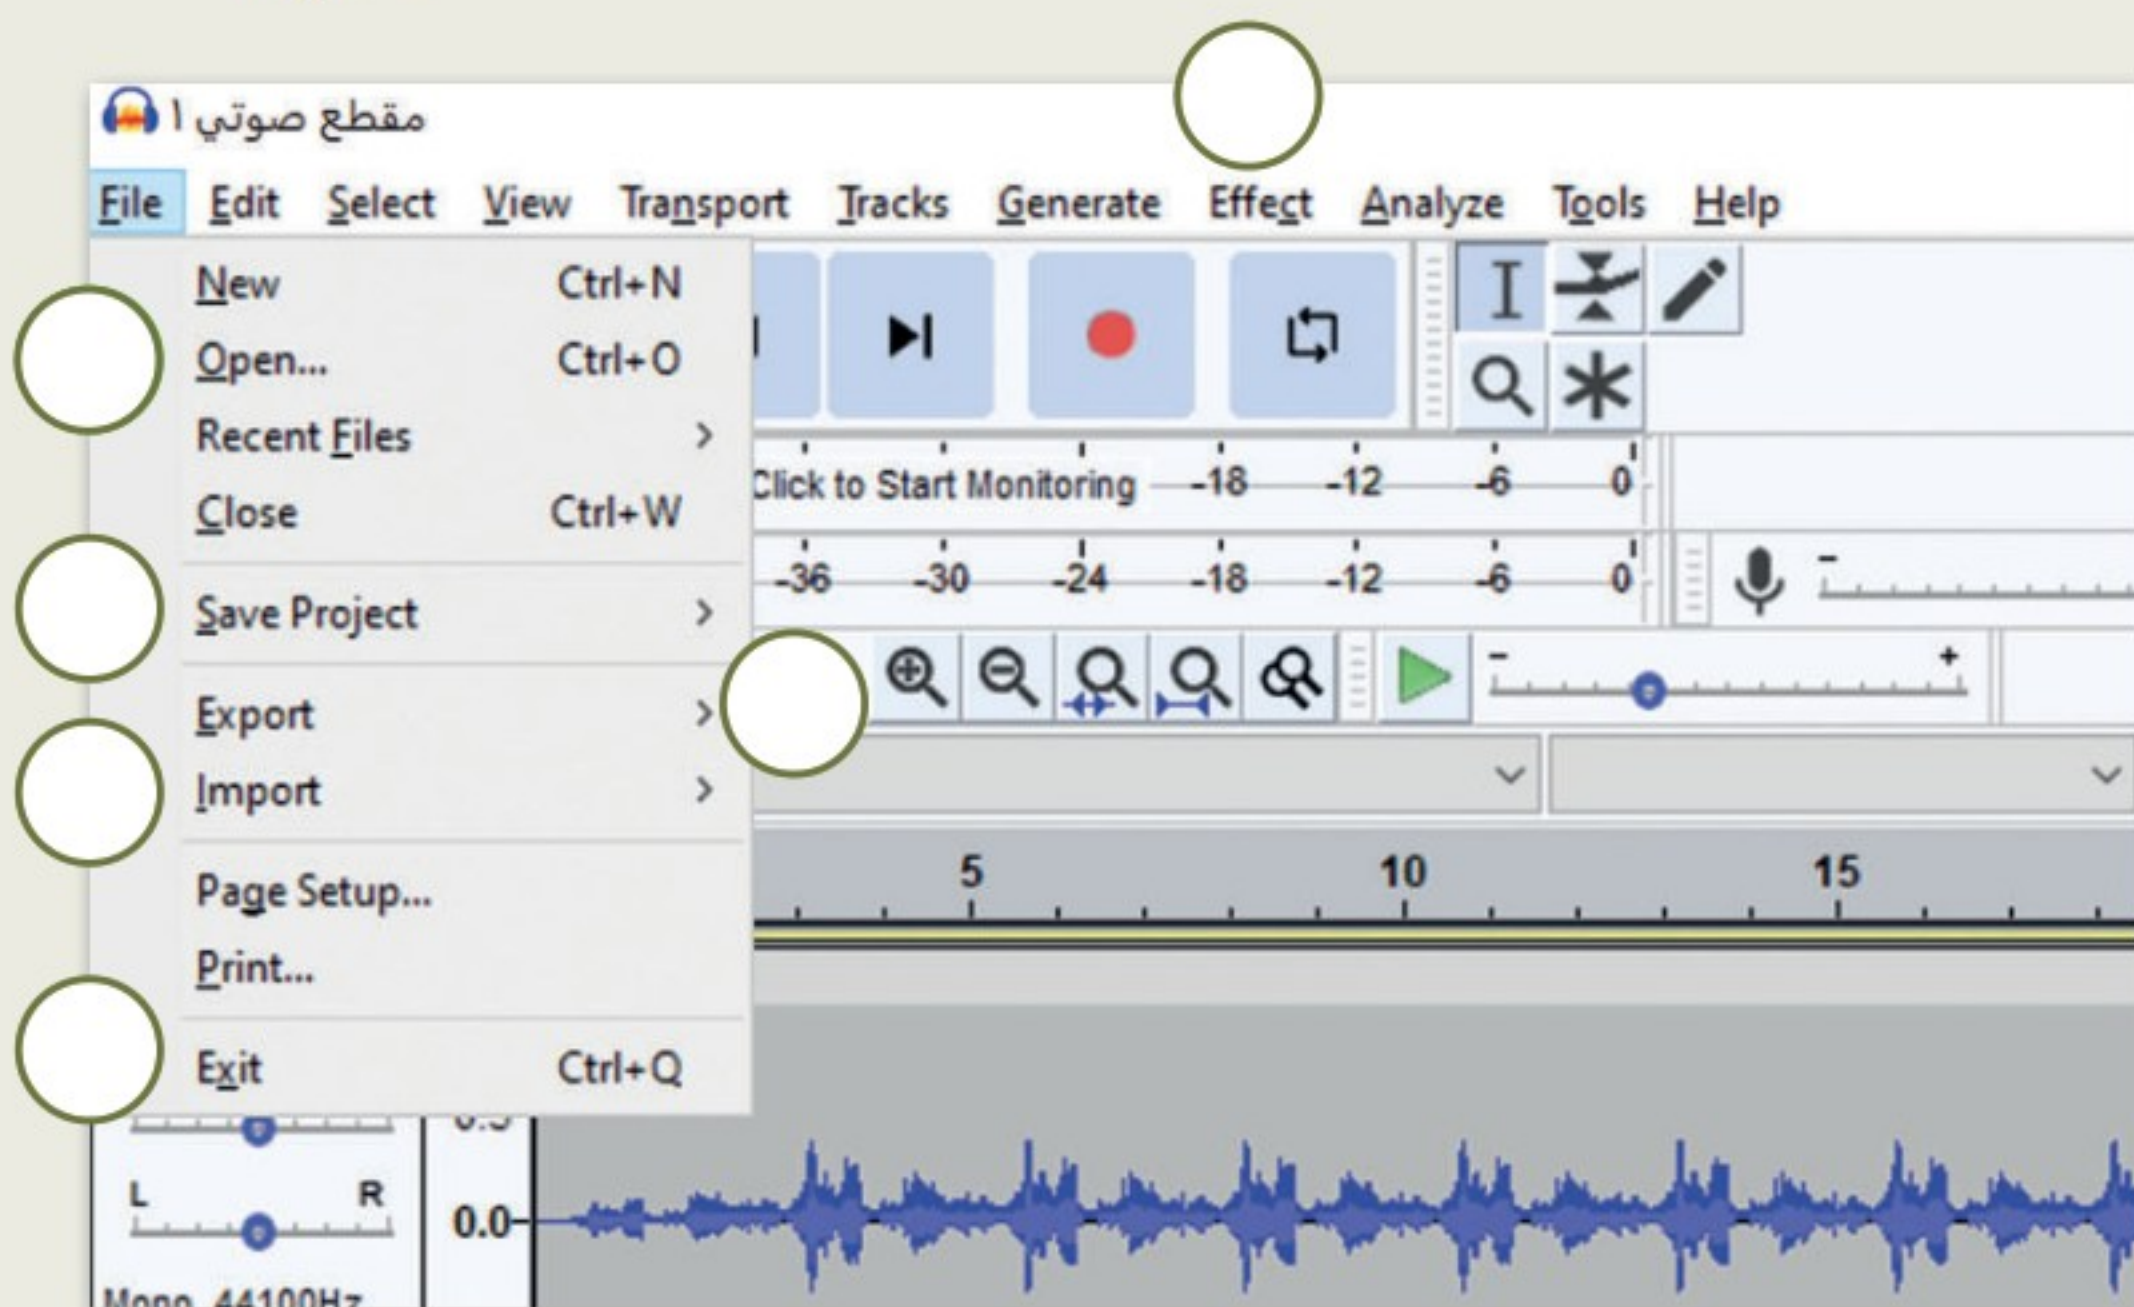 مقطع صوتي ١
File Edit Select View Transport Tracks Generate Effect Analyze Tools Help
New Ctrl+N
Open... Ctrl+O
Recent Files
Close Ctrl+W
Click to Start Monitoring -18 -12 -6 0
-36 -30 -24 -18 -12 -6 0
Save Project
- 
- +
Export
Import
5 10 15
Page Setup...
Print...
Exit Ctrl+Q
L R
0.0
Mono, 44100Hz